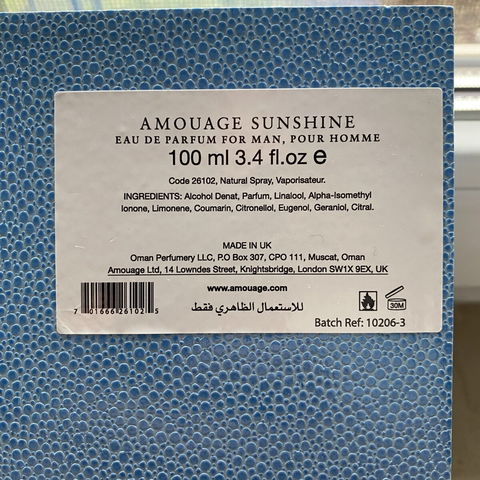 AMOUAGE SUNSHINE
EAU DE PARFUM FOR MAN, POUR HOMME
100 ml 3.4 fl.oz e
Code 26102, Natural Spray, Vaporisateur.
INGREDIENTS: Alcohol Denat, Parfum, Linalool, Alpha-Isomethyl
Ionone, Limonene, Coumarin, Citronellol, Eugenol, Geraniol, Citral.
MADE IN UK
Oman Perfumery LLC, P.O Box 307, CPO 111, Muscat, Oman
Amouage Ltd, 14 Lowndes Street, Knightsbridge, London SW1X 9EX, UK
www.amouage.com
7 01666 26102 5
للاستعمال الظاهري فقط
30M
Batch Ref: 10206-3